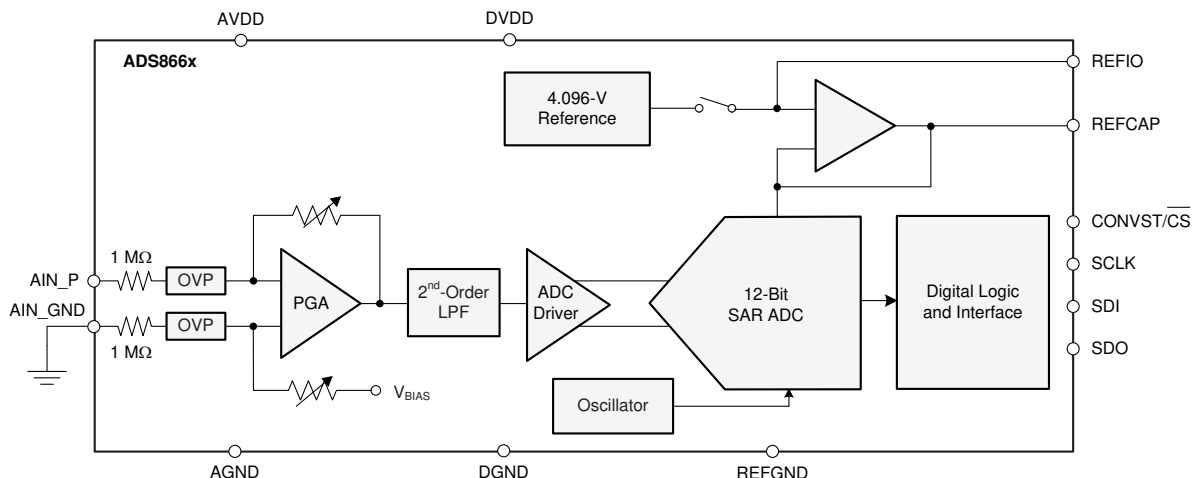 AVDD
DVDD
ADS866x
REFIO
4.096-V
Reference
REFCAP
CONVST/C̅S̅
1 MΩ
AIN_P
OVP
SCLK
PGA
2nd-Order
LPF
ADC
Driver
12-Bit
SAR ADC
Digital Logic
and Interface
AIN_GND
OVP
SDI
1 MΩ
SDO
VBIAS
Oscillator
AGND
DGND
REFGND